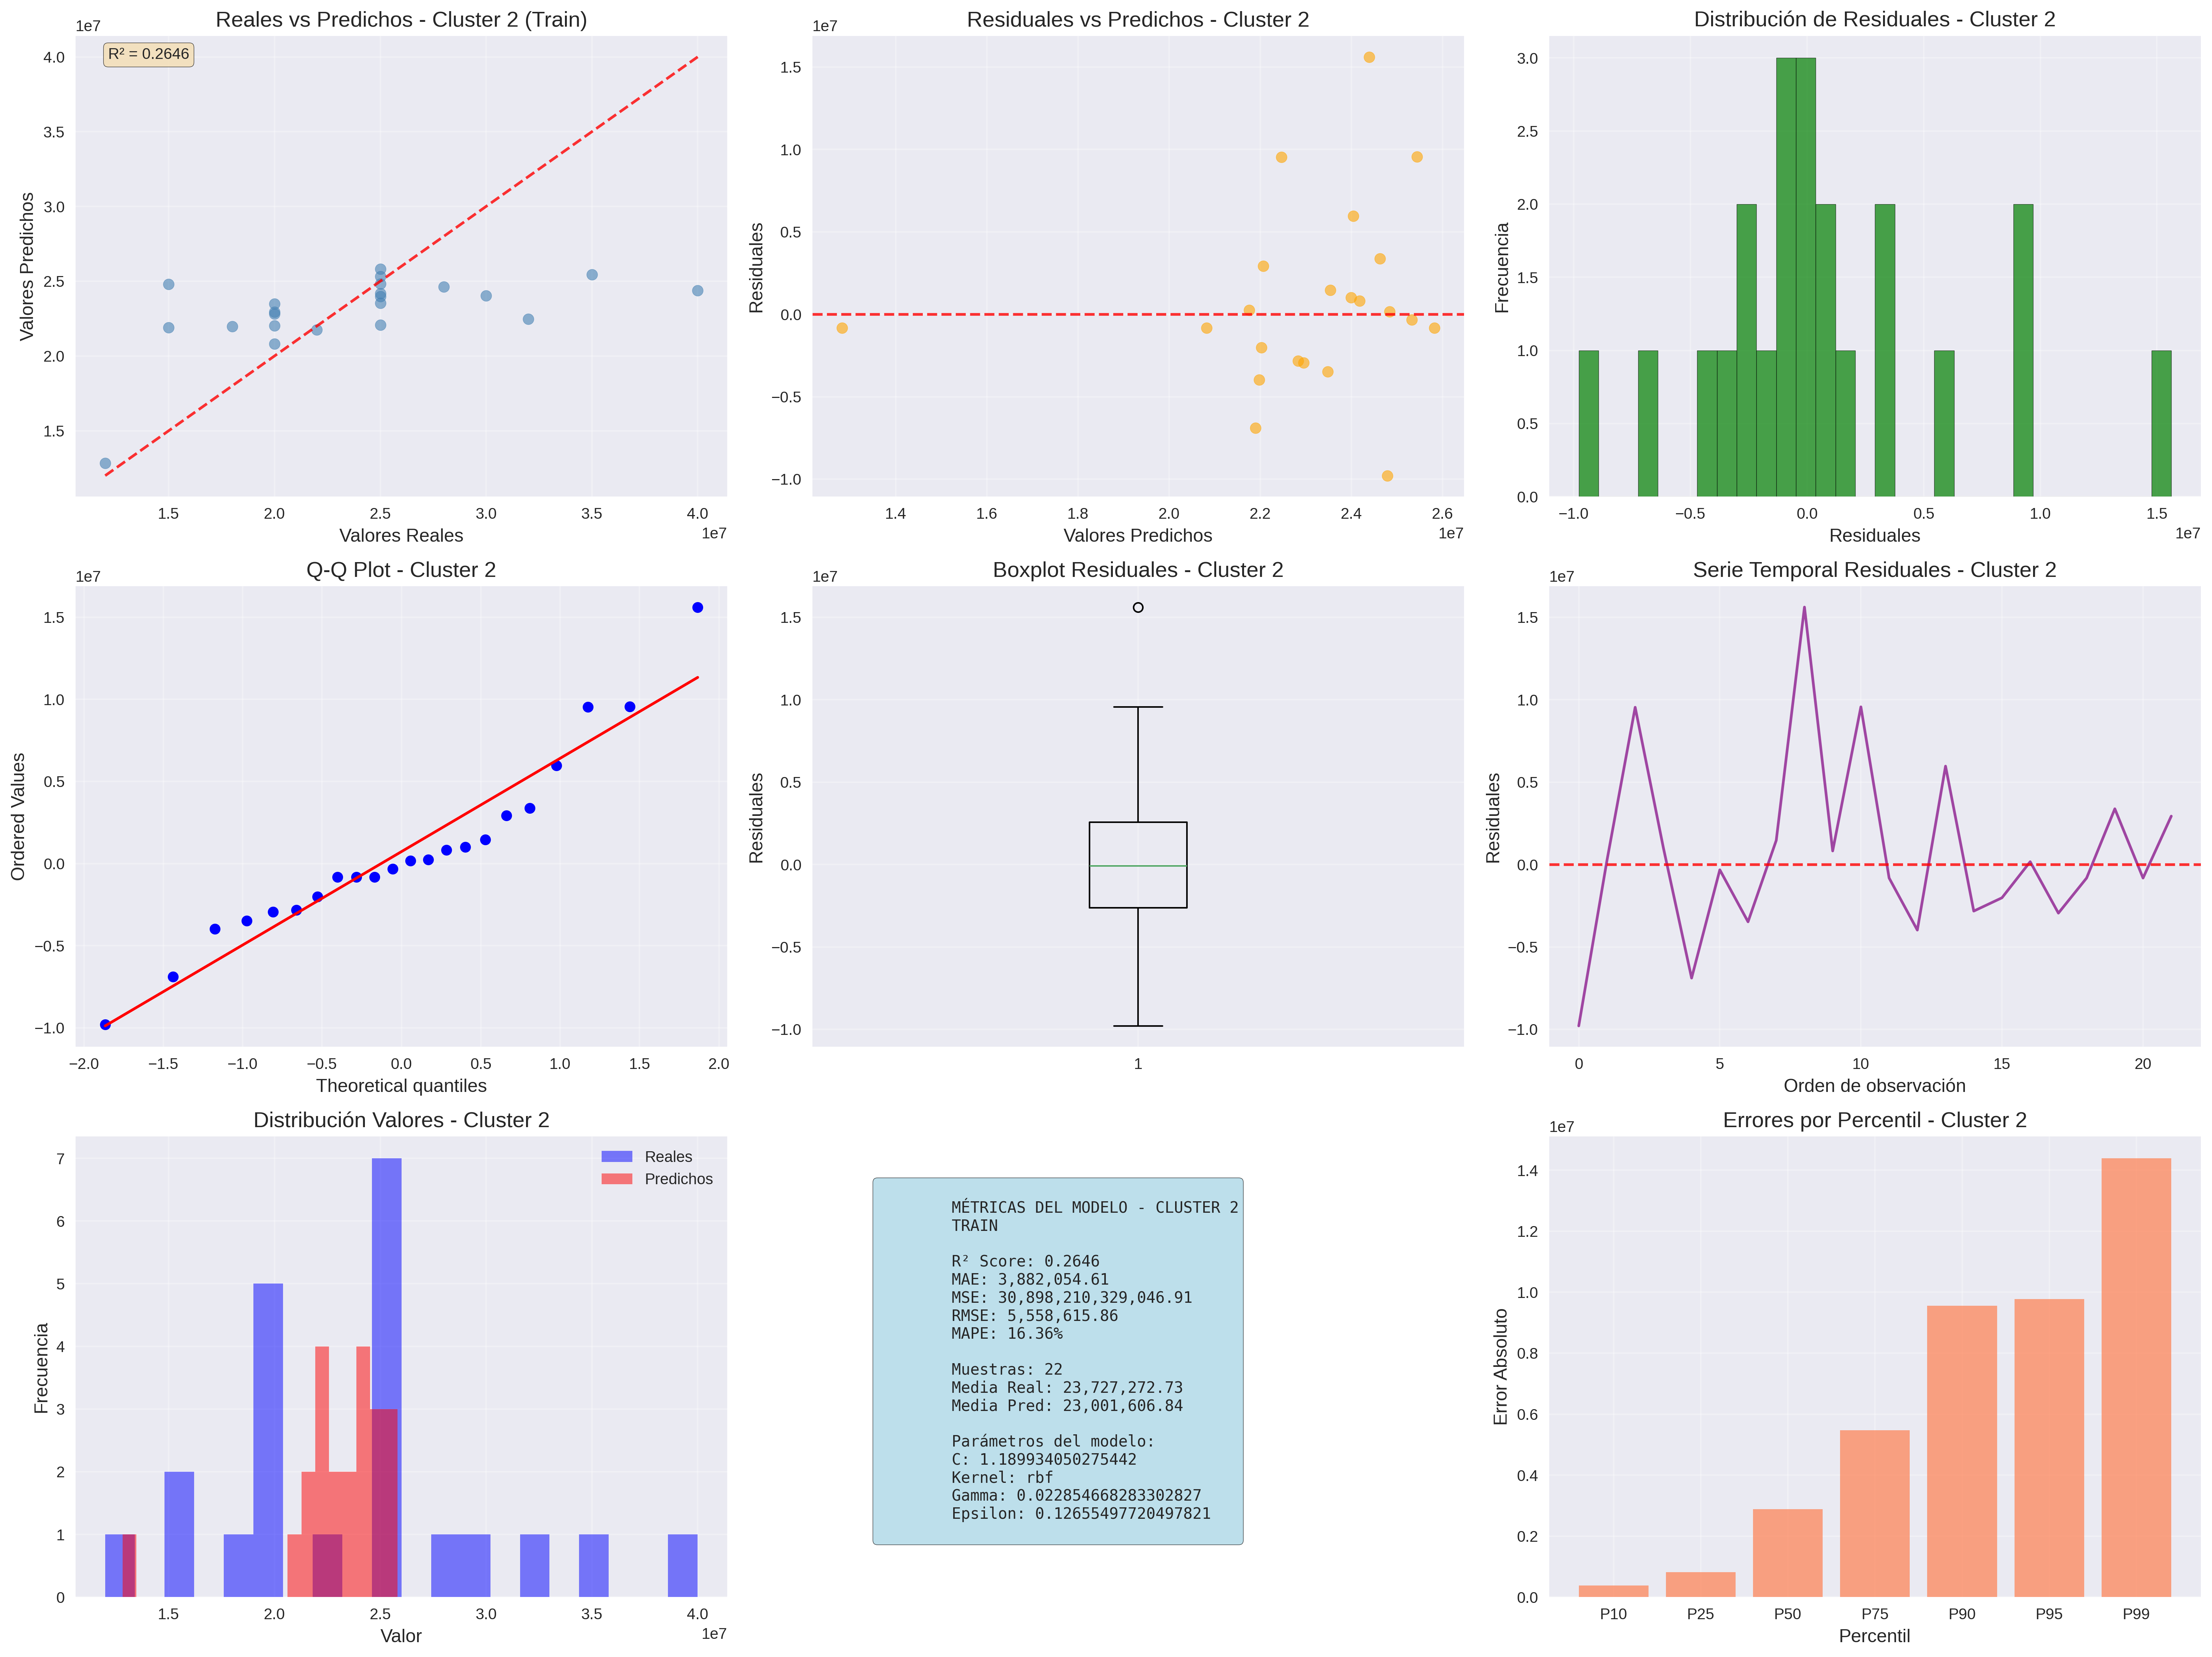 Reales vs Predichos - Cluster 2 (Train)
1e7
R² = 0.2646
4.0
3.5
3.0
2.5
2.0
1.5
Valores Predichos
1.5 2.0 2.5 3.0 3.5 4.0
1e7
Valores Reales
Residuales vs Predichos - Cluster 2
1e7
1.5
1.0
0.5
0.0
−0.5
−1.0
Residuales
1.4 1.6 1.8 2.0 2.2 2.4 2.6
1e7
Valores Predichos
Distribución de Residuales - Cluster 2
3.0
2.5
2.0
1.5
1.0
0.5
0.0
Frecuencia
−1.0 −0.5 0.0 0.5 1.0 1.5
1e7
Residuales
Q-Q Plot - Cluster 2
1e7
1.5
1.0
0.5
0.0
−0.5
−1.0
Ordered Values
−2.0 −1.5 −1.0 −0.5 0.0 0.5 1.0 1.5 2.0
Theoretical quantiles
Boxplot Residuales - Cluster 2
1e7
1.5
1.0
0.5
0.0
−0.5
−1.0
Residuales
1
Serie Temporal Residuales - Cluster 2
1e7
1.5
1.0
0.5
0.0
−0.5
−1.0
Residuales
0 5 10 15 20
Orden de observación
Distribución Valores - Cluster 2
Reales
Predichos
7
6
5
4
3
2
1
0
Frecuencia
1.5 2.0 2.5 3.0 3.5 4.0
1e7
Valor
MÉTRICAS DEL MODELO - CLUSTER 2
TRAIN
R² Score: 0.2646
MAE: 3,882,054.61
MSE: 30,898,210,329,046.91
RMSE: 5,558,615.86
MAPE: 16.36%
Muestras: 22
Media Real: 23,727,272.73
Media Pred: 23,001,606.84
Parámetros del modelo:
C: 1.189934050275442
Kernel: rbf
Gamma: 0.022854668283302827
Epsilon: 0.12655497720497821
Errores por Percentil - Cluster 2
1e7
1.4
1.2
1.0
0.8
0.6
0.4
0.2
0.0
Error Absoluto
P10 P25 P50 P75 P90 P95 P99
Percentil